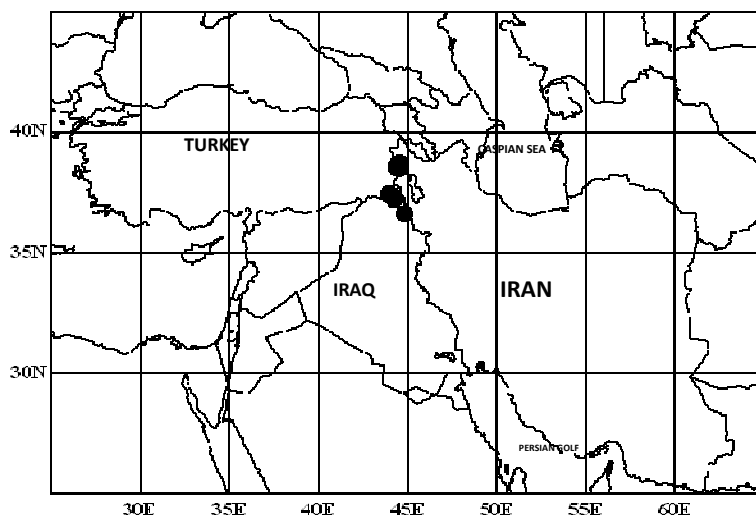 40N
TURKEY
CASPIAN SEA
35N
IRAQ
IRAN
30N
PERSIAN GOLF
30E 35E 40E 45E 50E 55E 60E